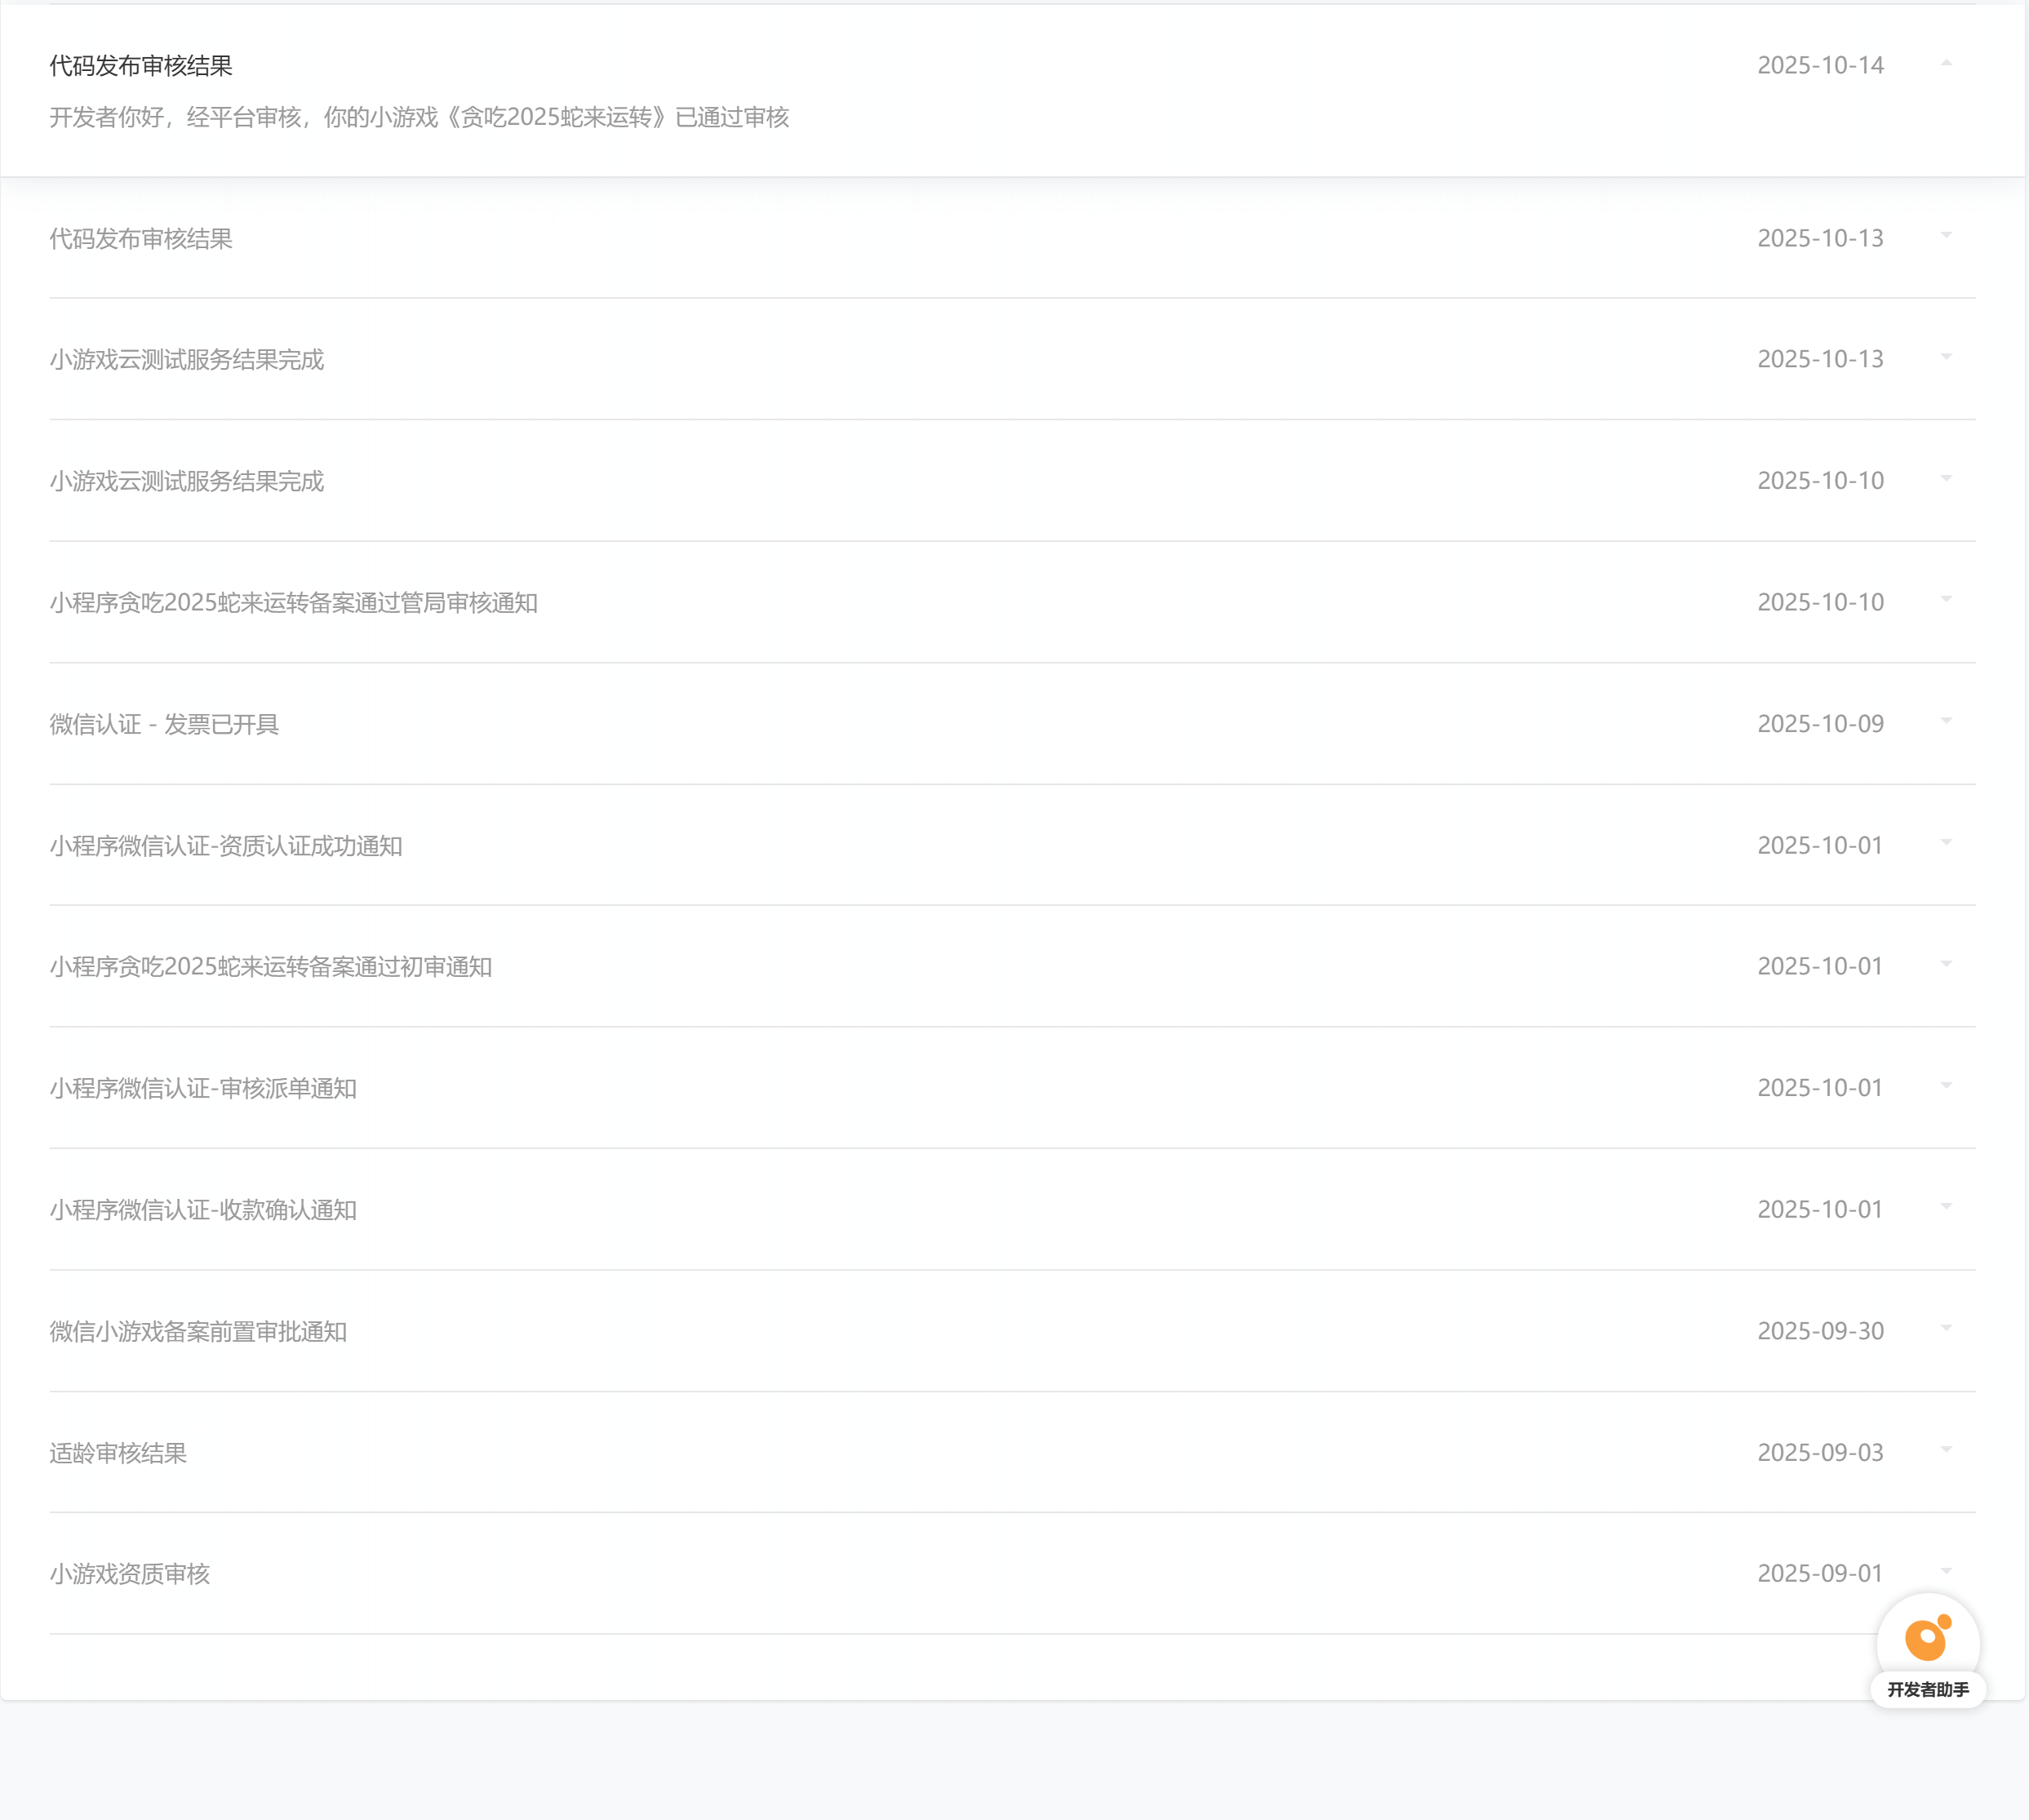 代码发布审核结果 2025-10-14
开发者你好，经平台审核，你的小游戏《贪吃2025蛇来运转》已通过审核
代码发布审核结果 2025-10-13
小游戏云测试服务结果完成 2025-10-13
小游戏云测试服务结果完成 2025-10-10
小程序贪吃2025蛇来运转备案通过管局审核通知 2025-10-10
微信认证 - 发票已开具 2025-10-09
小程序微信认证-资质认证成功通知 2025-10-01
小程序贪吃2025蛇来运转备案通过初审通知 2025-10-01
小程序微信认证-审核派单通知 2025-10-01
小程序微信认证-收款确认通知 2025-10-01
微信小游戏备案前置审批通知 2025-09-30
适龄审核结果 2025-09-03
小游戏资质审核 2025-09-01
开发者助手